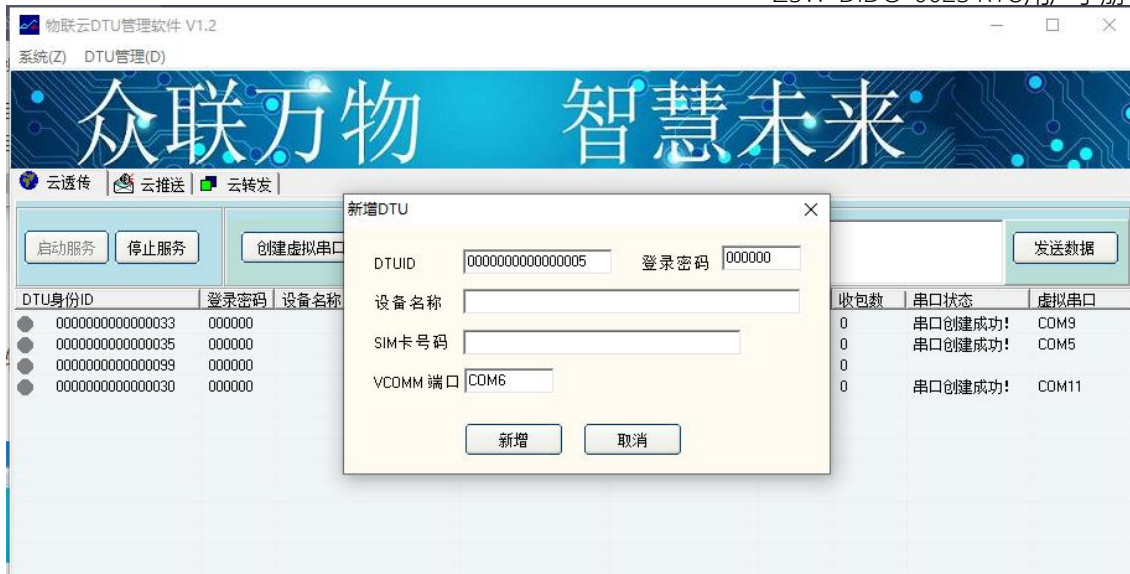 物联云DTU管理软件 V1.2
系统(Z) DTU管理(D)
众联万物 智慧未来
云透传 云推送 云转发
新增DTU
启动服务 停止服务 创建虚拟串口 发送数据
DTUID 0000000000000005 登录密码 000000
设备名称
SIM卡号码
VCOMM 端口 COM6
新增 取消
DTU身份ID 登录密码 设备名称 收包数 串口状态 虚拟串口
0000000000000033 000000 0 串口创建成功! COM9
0000000000000035 000000 0 串口创建成功! COM5
0000000000000099 000000 0
0000000000000030 000000 0 串口创建成功! COM11